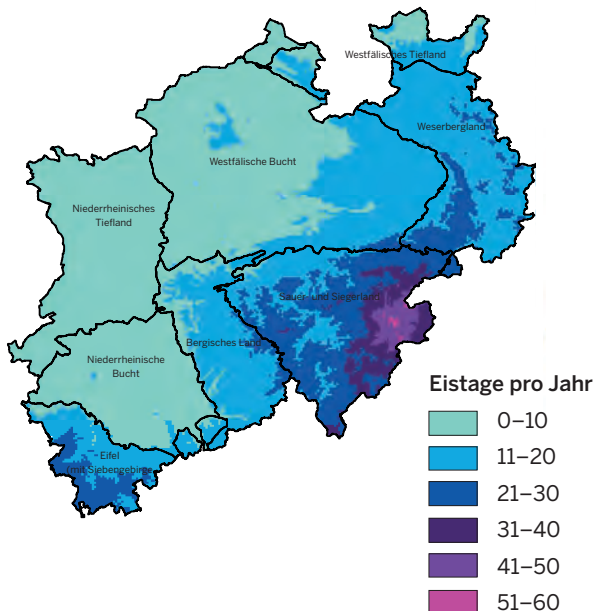 Westfälisches Tiefland
Weserbergland
Westfälische Bucht
Niederrheinisches
Tiefland
Sauer- und Siegerland
Bergisches Land
Niederrheinische
Bucht
Eifel
(mit Siebengebirge)
Eistage pro Jahr
0–10
11–20
21–30
31–40
41–50
51–60